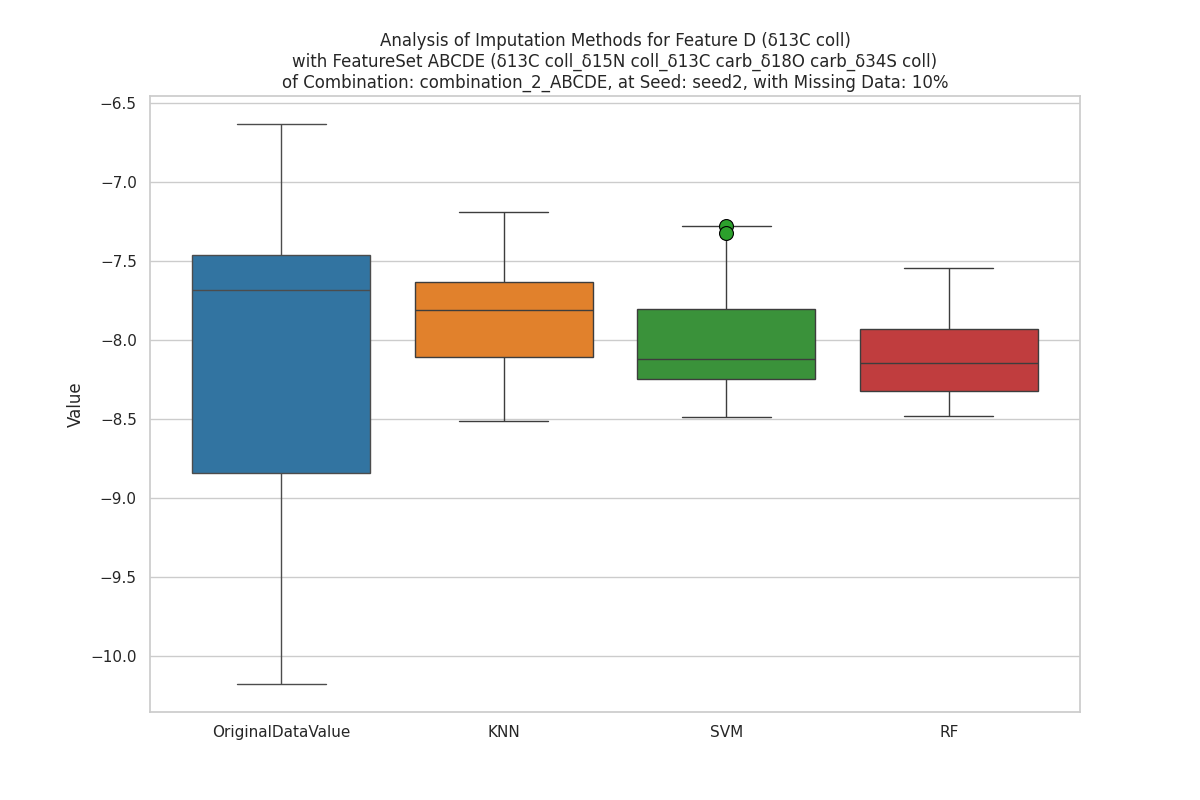 Analysis of Imputation Methods for Feature D (δ13C coll)
with FeatureSet ABCDE (δ13C coll_δ15N coll_δ13C carb_δ18O carb_δ34S coll)
of Combination: combination_2_ABCDE, at Seed: seed2, with Missing Data: 10%
−6.5
−7.0
−7.5
−8.0
−8.5
−9.0
−9.5
−10.0
Value
OriginalDataValue
KNN
SVM
RF